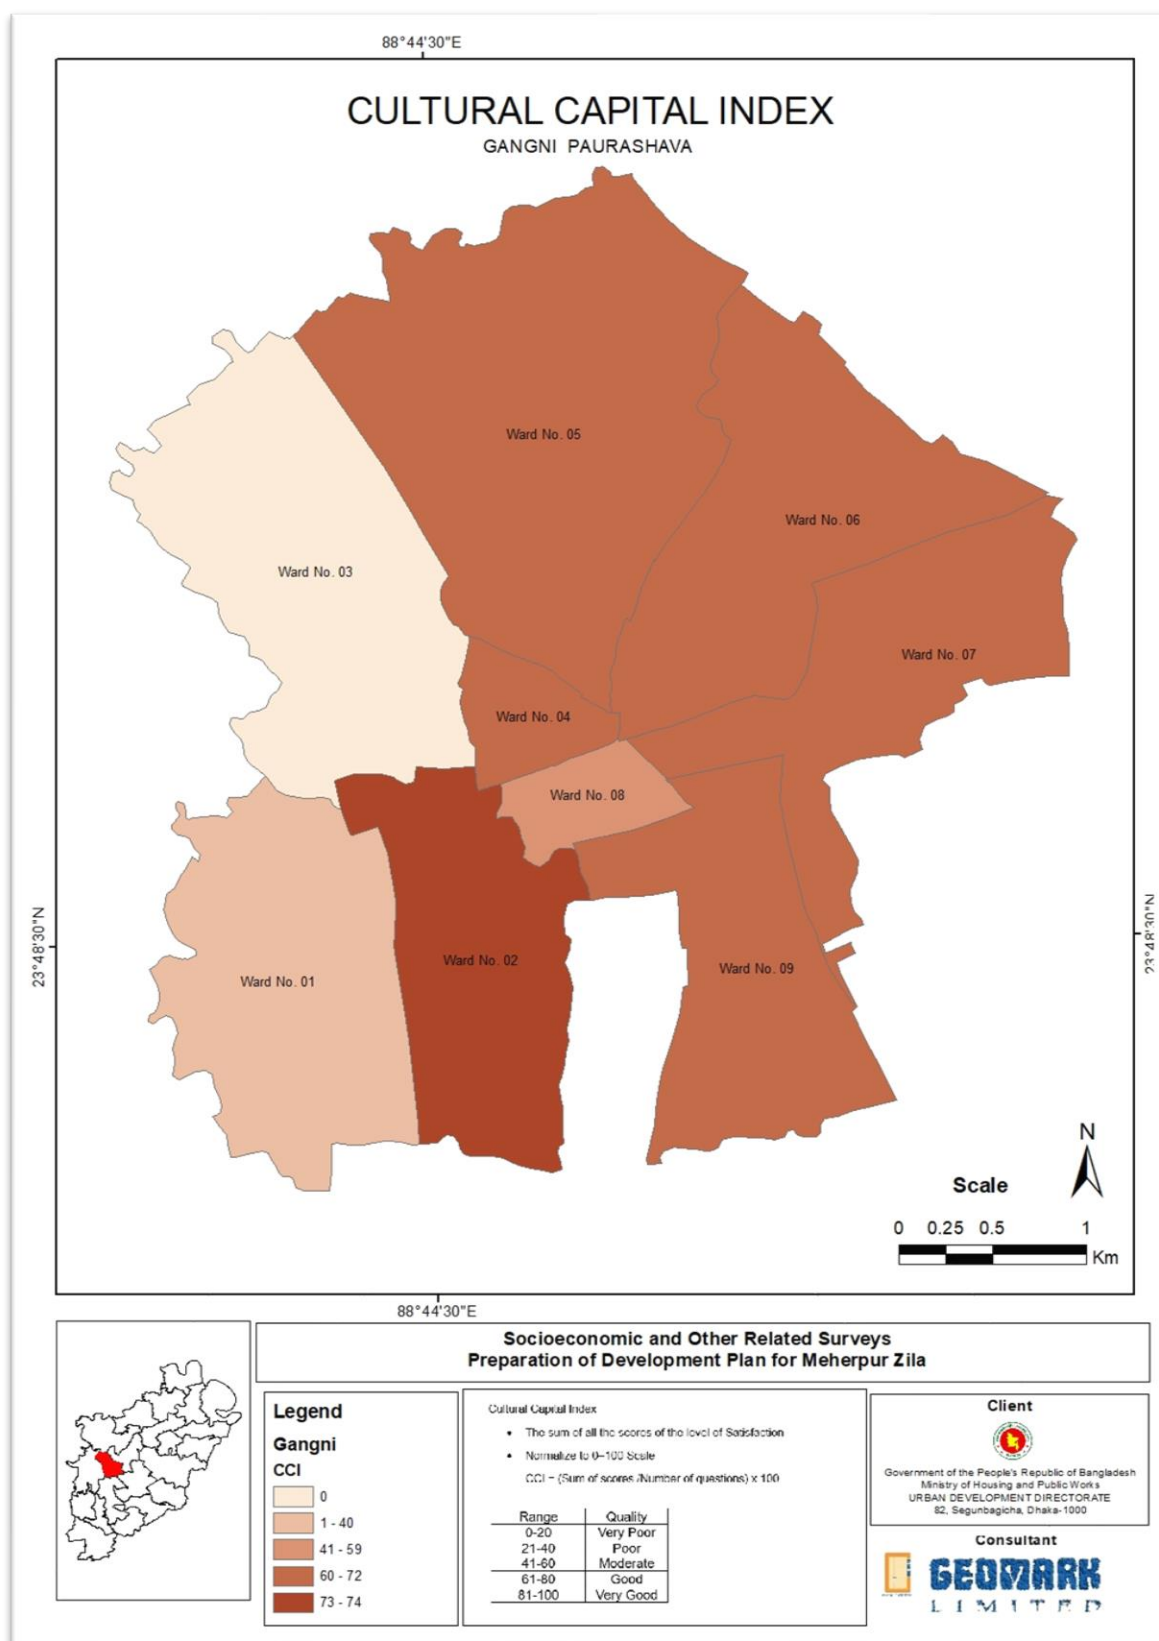 88°44'30"E
CULTURAL CAPITAL INDEX
GANGNI PAURASHAVA
Ward No. 05
Ward No. 06
Ward No. 03
Ward No. 07
Ward No. 04
Ward No. 08
Ward No. 02
Ward No. 09
Ward No. 01
23°48'30"N
23°48'30"N
N
Scale
0 0.25 0.5 1
Km
88°44'30"E
Socioeconomic and Other Related Surveys
Preparation of Development Plan for Meherpur Zila
Legend
Gangni
CCI
0
1 - 40
41 - 59
60 - 72
73 - 74
Cultural Capital Index
• The sum of all the scores of the level of Satisfaction
• Normalize to 0–100 Scale
CCI = (Sum of scores /Number of questions) x 100
Range Quality
0-20 Very Poor
21-40 Poor
41-60 Moderate
61-80 Good
81-100 Very Good
Client
Government of the People's Republic of Bangladesh
Ministry of Housing and Public Works
URBAN DEVELOPMENT DIRECTORATE
82, Segunbagicha, Dhaka-1000
Consultant
GEOMARK
LIMITED